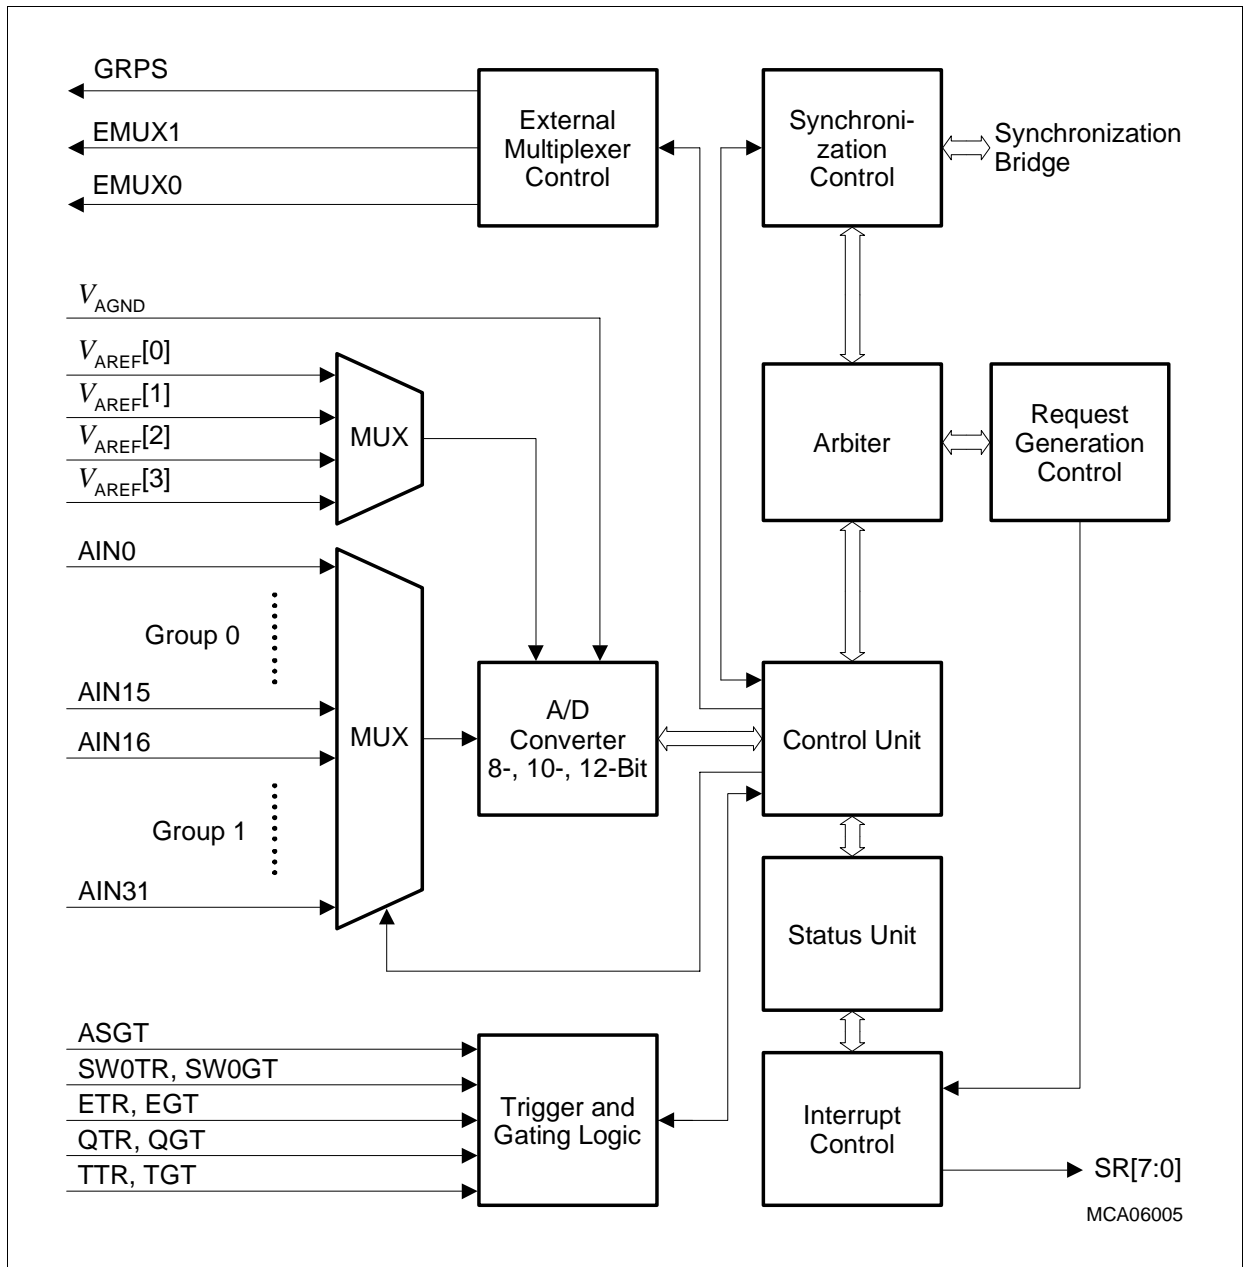 GRPS
EMUX1
EMUX0
External
Multiplexer
Control
Synchroni-
zation
Control
Synchronization
Bridge
VAGND
VAREF[0]
VAREF[1]
VAREF[2]
VAREF[3]
MUX
Arbiter
Request
Generation
Control
AIN0
Group 0
AIN15
AIN16
Group 1
AIN31
MUX
A/D
Converter
8-, 10-, 12-Bit
Control Unit
Status Unit
ASGT
SW0TR, SW0GT
ETR, EGT
QTR, QGT
TTR, TGT
Trigger and
Gating Logic
Interrupt
Control
SR[7:0]
MCA06005